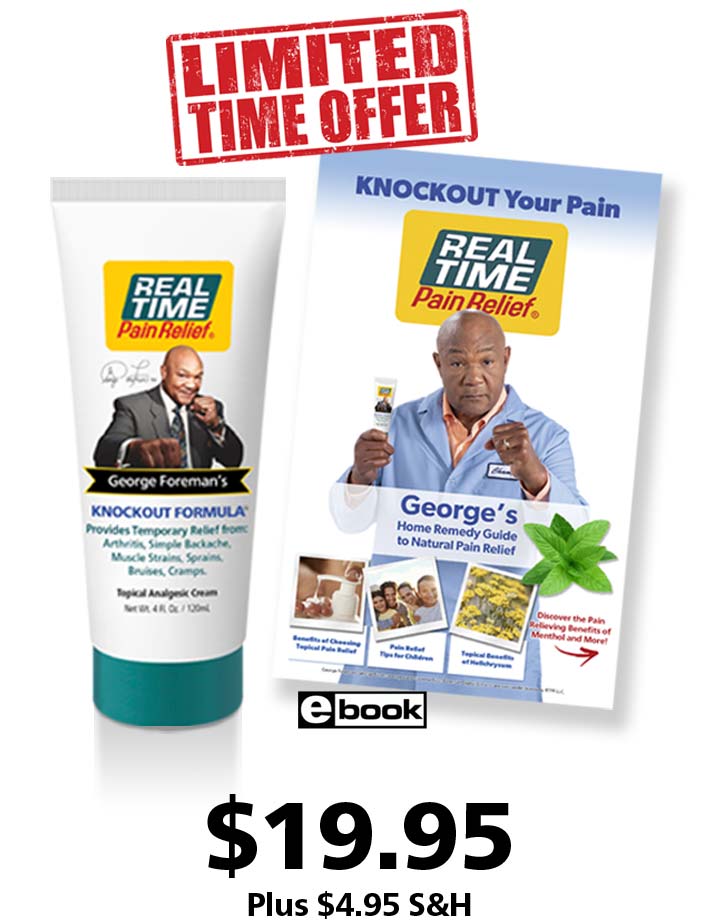 LIMITED
TIME OFFER
KNOCKOUT Your Pain
REAL
TIME
Pain Relief®
REAL
TIME
Pain Relief®
George Foreman's
KNOCKOUT FORMULA™
Provides Temporary Relief from:
Arthritis, Simple Backache,
Muscle Strains, Sprains,
Bruises, Cramps.
Topical Analgesic Cream
Net Wt. 4 Fl. Oz. / 120mL
George's
Home Remedy Guide
to Natural Pain Relief
Benefits of Choosing
Topical Pain Relief
Pain Relief
Tips for Children
Topical Benefits
of Helichrysum
Discover the Pain
Relieving Benefits of
Menthol and More!
ebook
$19.95
Plus $4.95 S&H